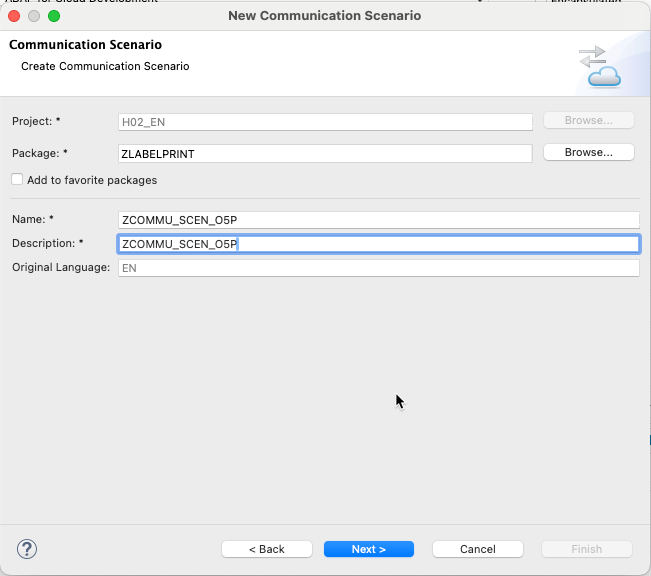 New Communication Scenario
Communication Scenario
Create Communication Scenario
Project: * H02_EN Browse...
Package: * ZLABELPRINT Browse...
Add to favorite packages
Name: * ZCOMMU_SCEN_O5P
Description: * ZCOMMU_SCEN_O5P
Original Language: EN
? < Back Next > Cancel Finish